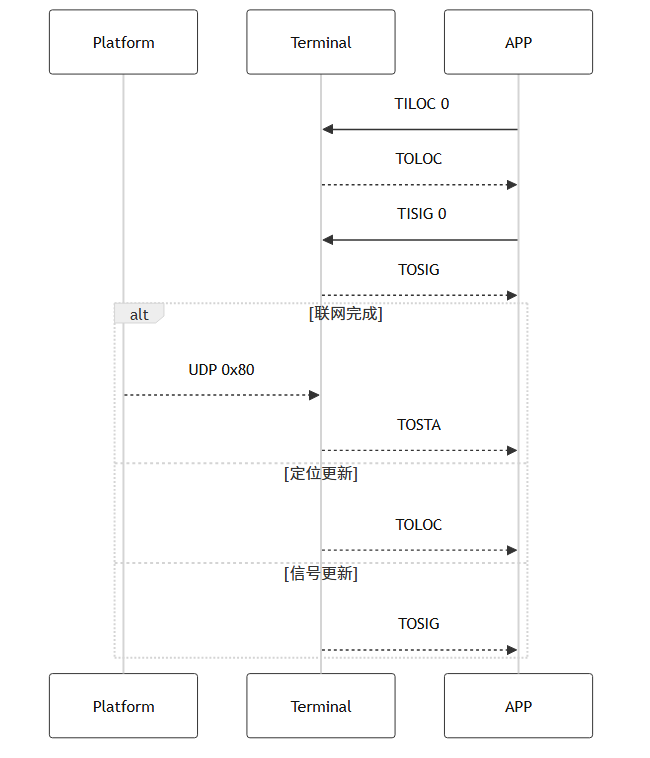 Platform
Terminal
APP
TILOC 0
TOLOC
TISIG 0
TOSIG
alt
[联网完成]
UDP 0x80
TOSTA
[定位更新]
TOLOC
[信号更新]
TOSIG
Platform
Terminal
APP